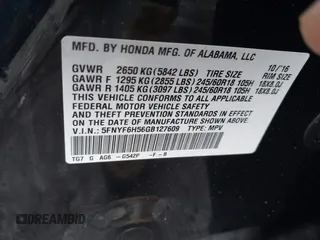 MFD. BY HONDA MFG. OF ALABAMA, LLC
10/16
GVWR 2650 KG (5842 LBS) TIRE SIZE RIM SIZE
GAWR F 1295 KG (2855 LBS) 245/60R18 105H 18X8.0J
GAWR R 1405 KG (3097 LBS) 245/60R18 105H 18X8.0J
THIS VEHICLE CONFORMS TO ALL APPLICABLE
FEDERAL MOTOR VEHICLE SAFETY
AND THEFT PREVENTION STANDARDS IN EFFECT
ON THE DATE OF MANUFACTURE SHOWN ABOVE.
V.I.N.: 5FNYF6H56GB127609 TYPE: MPV
TG7 G AG6
DREAMBID